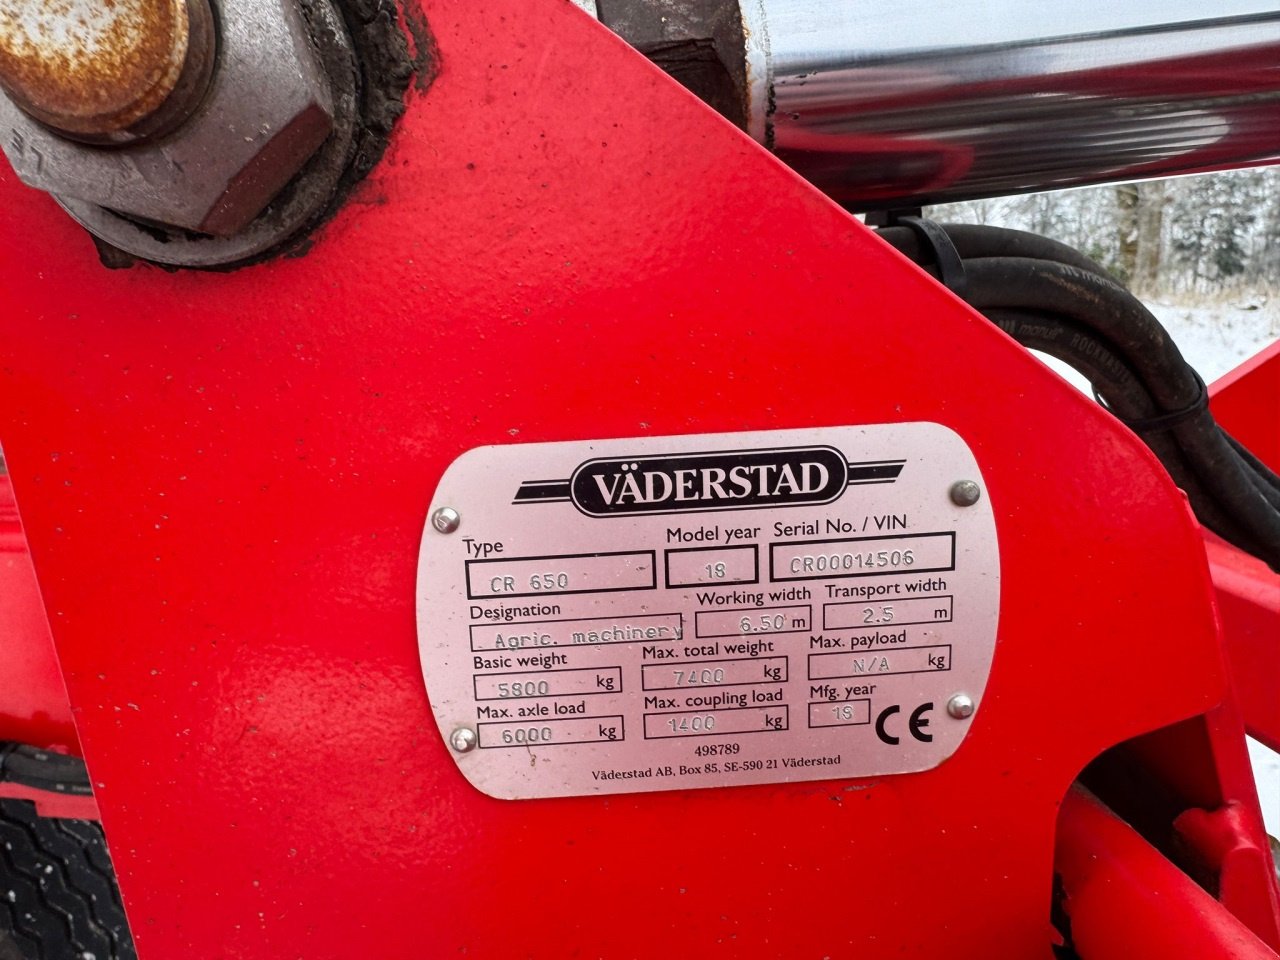 VÄDERSTAD
Type Model year Serial No. / VIN
CR 650 18 CR00014506
Designation Working width Transport width
Agric. machinery 6.50 m 2.5 m
Basic weight Max. total weight Max. payload
5800 kg 7400 kg N/A kg
Max. axle load Max. coupling load Mfg. year
6000 kg 1400 kg 18 CE
498789
Väderstad AB, Box 85, SE-590 21 Väderstad
manuli
ROCKMASTER